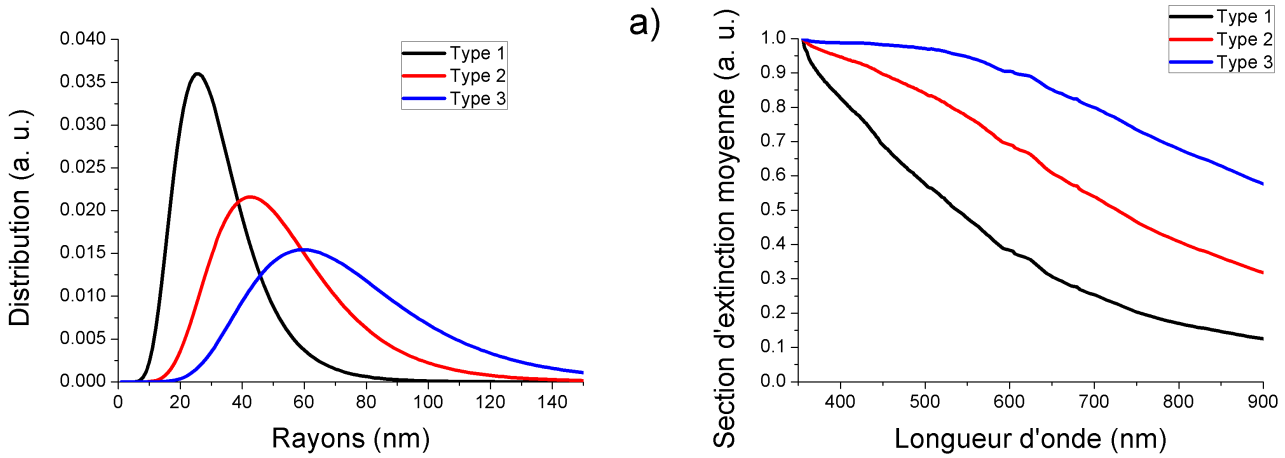 a)
0.040
0.035
0.030
0.025
0.020
0.015
0.010
0.005
0.000
0 20 40 60 80 100 120 140
Distribution (a. u.)
Rayons (nm)
Type 1
Type 2
Type 3
1.0
0.9
0.8
0.7
0.6
0.5
0.4
0.3
0.2
0.1
0.0
400 500 600 700 800 900
Section d'extinction moyenne (a. u.)
Longueur d'onde (nm)
Type 1
Type 2
Type 3